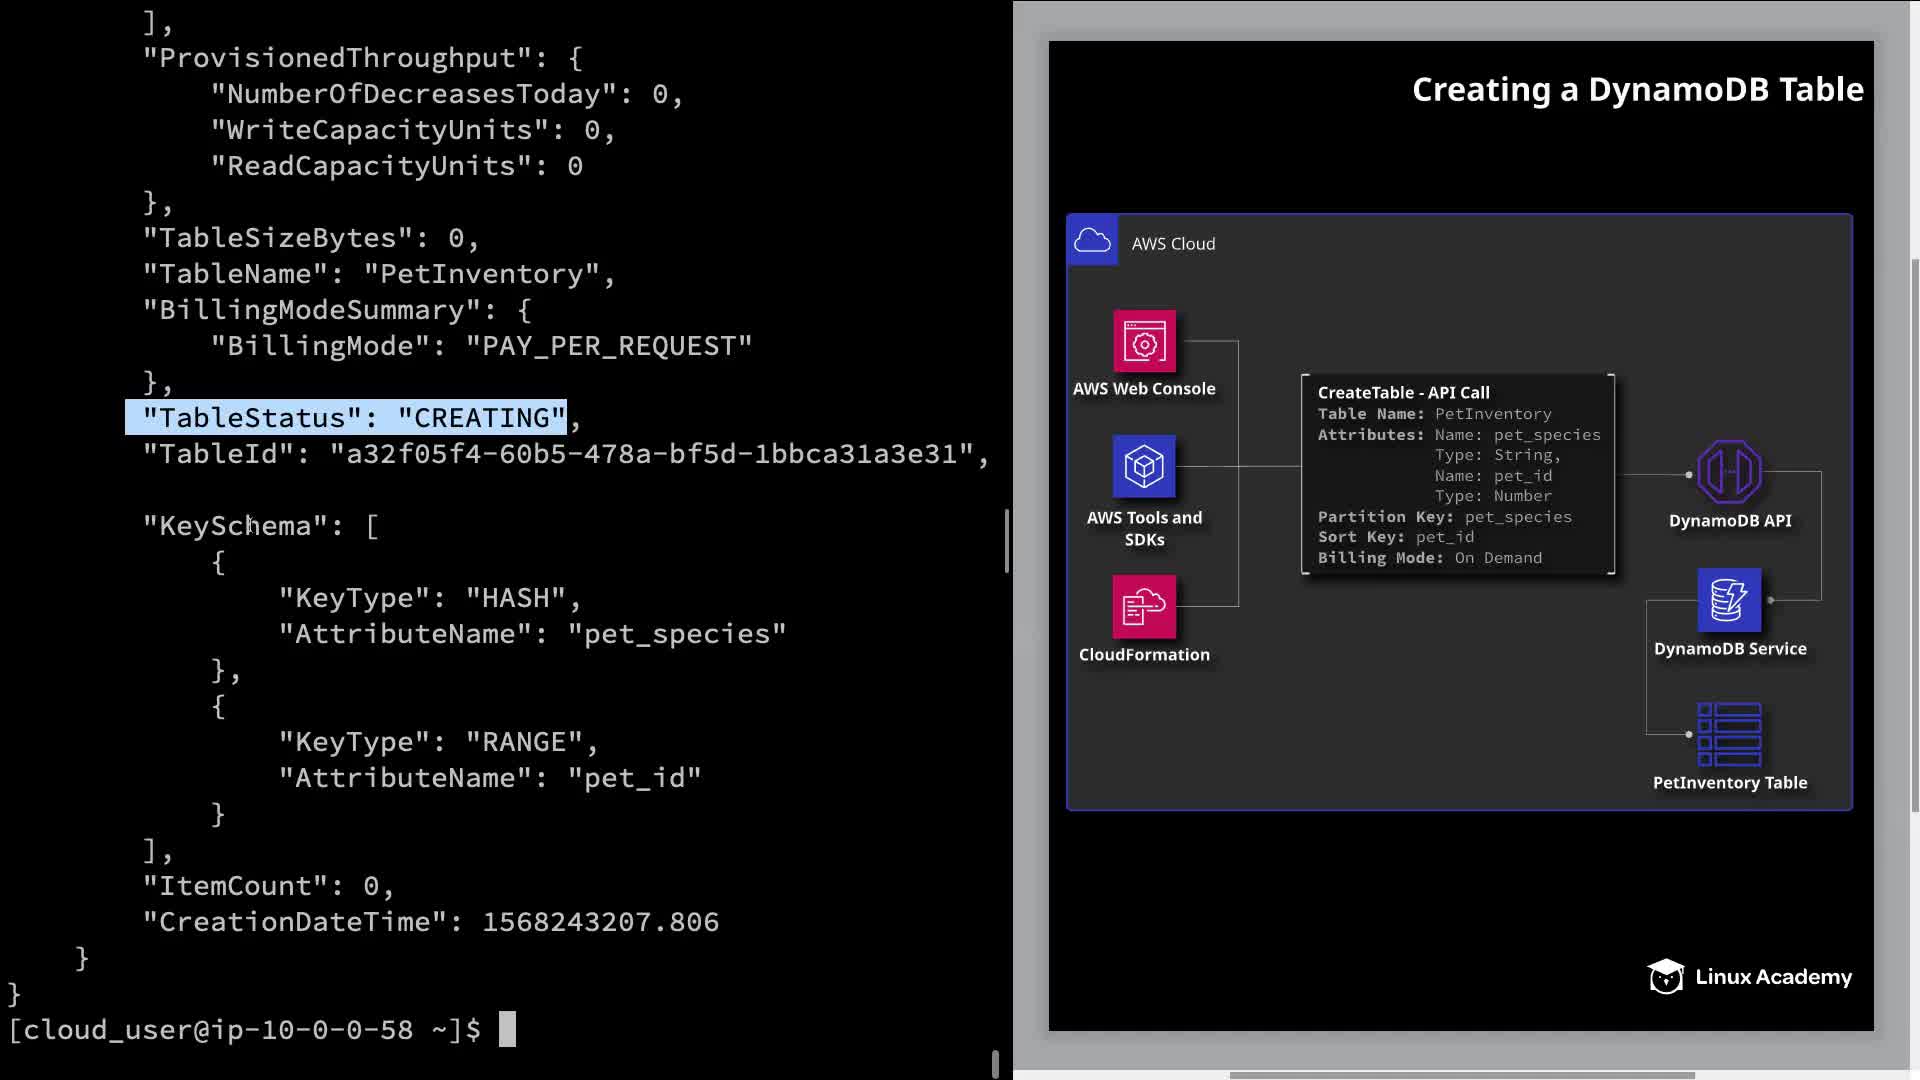 ],
"ProvisionedThroughput": {
"NumberOfDecreasesToday": 0,
"WriteCapacityUnits": 0,
"ReadCapacityUnits": 0
},
"TableSizeBytes": 0,
"TableName": "PetInventory",
"BillingModeSummary": {
"BillingMode": "PAY_PER_REQUEST"
},
"TableStatus": "CREATING",
"TableId": "a32f05f4-60b5-478a-bf5d-1bbca31a3e31",
"KeySchema": [
{
"KeyType": "HASH",
"AttributeName": "pet_species"
},
{
"KeyType": "RANGE",
"AttributeName": "pet_id"
}
],
"ItemCount": 0,
"CreationDateTime": 1568243207.806
}
}
[cloud_user@ip-10-0-0-58 ~]$
Creating a DynamoDB Table
AWS Cloud
AWS Web Console
AWS Tools and
SDKs
CloudFormation
CreateTable - API Call
Table Name: PetInventory
Attributes: Name: pet_species
Type: String,
Name: pet_id
Type: Number
Partition Key: pet_species
Sort Key: pet_id
Billing Mode: On Demand
DynamoDB API
DynamoDB Service
PetInventory Table
Linux Academy